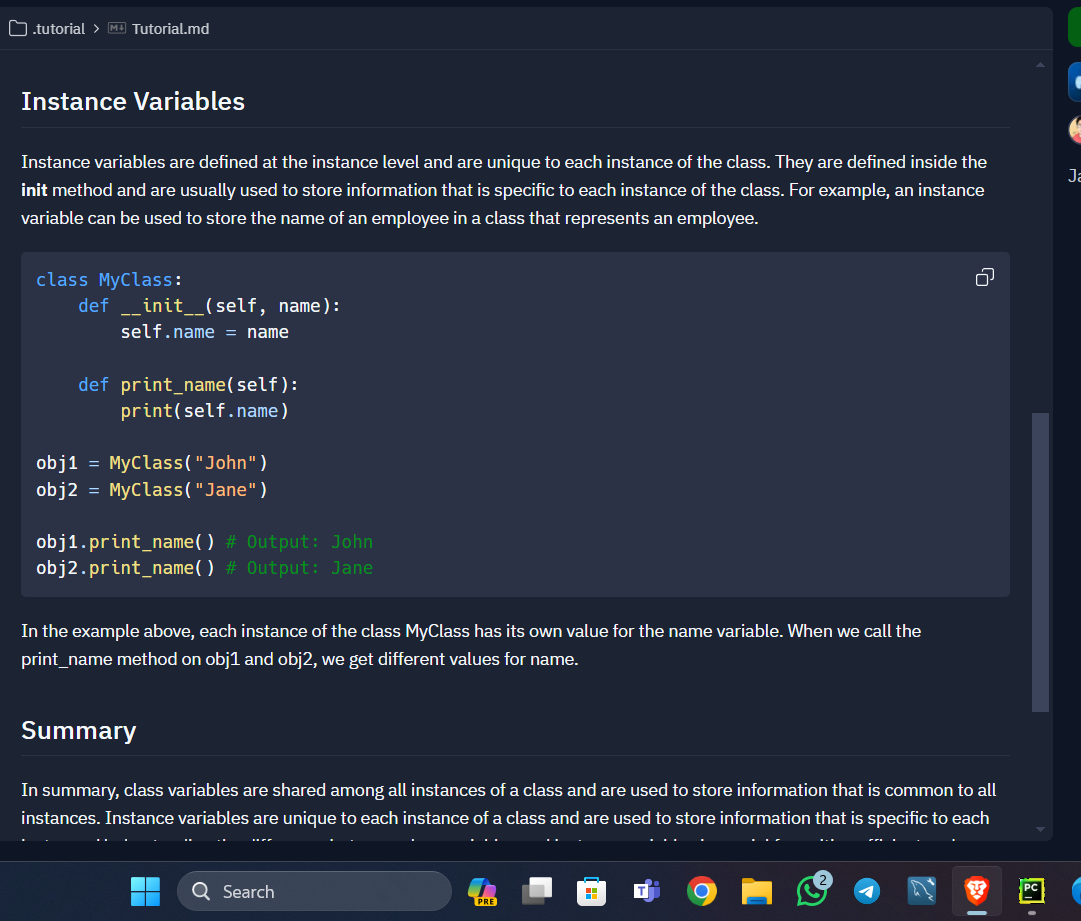 .tutorial > Tutorial.md
Instance Variables
Instance variables are defined at the instance level and are unique to each instance of the class. They are defined inside the
init method and are usually used to store information that is specific to each instance of the class. For example, an instance
variable can be used to store the name of an employee in a class that represents an employee.
class MyClass:
    def __init__(self, name):
        self.name = name
    def print_name(self):
        print(self.name)
obj1 = MyClass("John")
obj2 = MyClass("Jane")
obj1.print_name() # Output: John
obj2.print_name() # Output: Jane
In the example above, each instance of the class MyClass has its own value for the name variable. When we call the
print_name method on obj1 and obj2, we get different values for name.
Summary
In summary, class variables are shared among all instances of a class and are used to store information that is common to all
instances. Instance variables are unique to each instance of a class and are used to store information that is specific to each
Ja
Search
PRE
2
PC